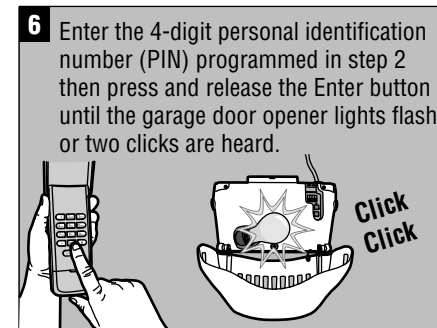 6
Enter the 4-digit personal identification
number (PIN) programmed in step 2
then press and release the Enter button
until the garage door opener lights flash
or two clicks are heard.
Click
Click